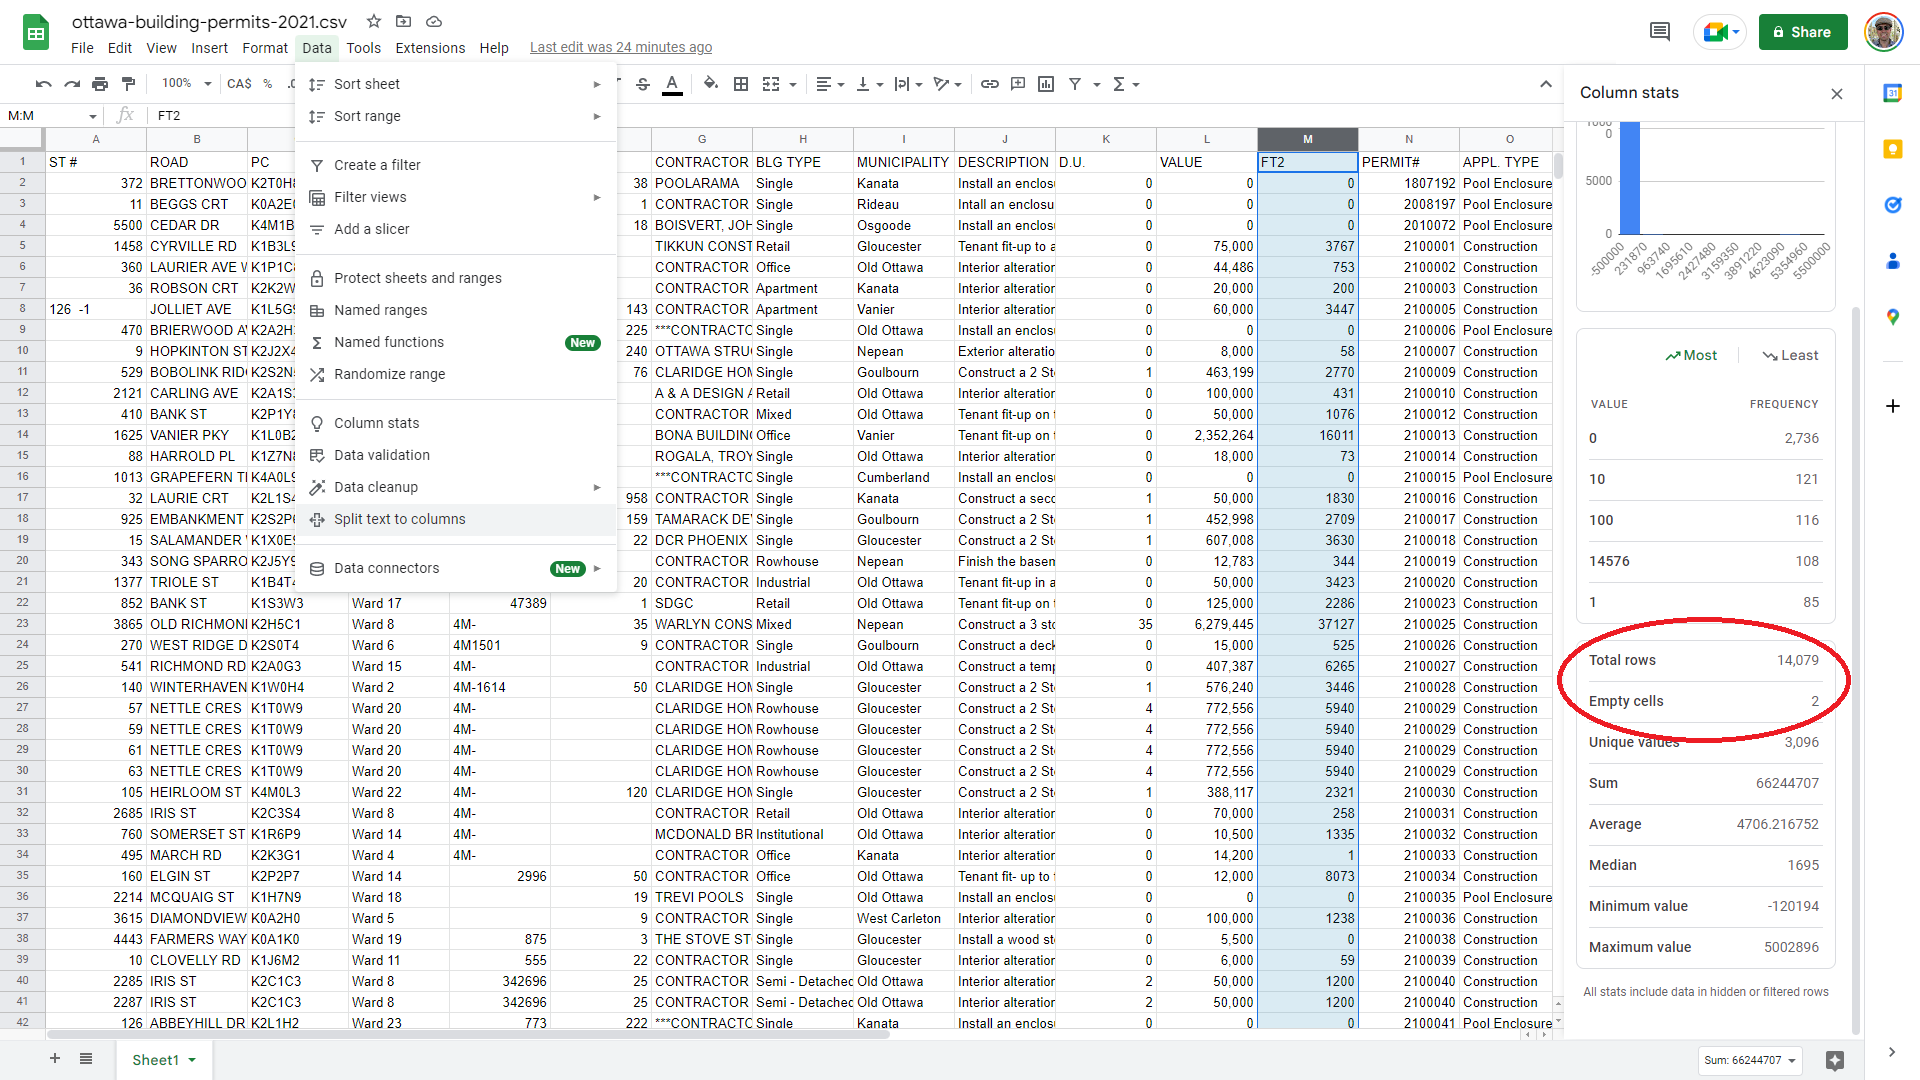 ottawa-building-permits-2021.csv
File Edit View Insert Format Data Tools Extensions Help Last edit was 24 minutes ago
Share
100% CA$ % .0
M:M FT2
Column stats
Sort sheet
Sort range
Create a filter
Filter views
Add a slicer
Protect sheets and ranges
Named ranges
Named functions New
Randomize range
Column stats
Data validation
Data cleanup
Split text to columns
Data connectors New
A B G H I J K L M N O
1 ST # ROAD PC CONTRACTOR BLG TYPE MUNICIPALITY DESCRIPTION D.U. VALUE FT2 PERMIT# APPL. TYPE
2 372 BRETTONWOO K2T0H8 38 POOLARAMA Single Kanata Install an enclos 0 0 0 1807192 Pool Enclosure
3 11 BEGGS CRT K0A2E0 1 CONTRACTOR Single Rideau Intall an enclosu 0 0 0 2008197 Pool Enclosure
4 5500 CEDAR DR K4M1B 18 BOISVERT, JOH Single Osgoode Install an enclos 0 0 0 2010072 Pool Enclosure
5 1458 CYRVILLE RD K1B3L9 TIKKUN CONST Retail Gloucester Tenant fit-up to a 0 75,000 3767 2100001 Construction
6 360 LAURIER AVE W K1P1C8 CONTRACTOR Office Old Ottawa Interior alteration 0 44,486 753 2100002 Construction
7 36 ROBSON CRT K2K2W CONTRACTOR Apartment Kanata Interior alteration 0 20,000 200 2100003 Construction
8 126 -1 JOLLIET AVE K1L5G9 143 CONTRACTOR Apartment Vanier Interior alteration 0 60,000 3447 2100005 Construction
9 470 BRIERWOOD A K2A2H 225 ***CONTRACTC Single Old Ottawa Install an enclos 0 0 0 2100006 Pool Enclosure
10 9 HOPKINTON ST K2J2X4 240 OTTAWA STRU Single Nepean Exterior alteratio 0 8,000 58 2100007 Construction
11 529 BOBOLINK RID K2S2N 76 CLARIDGE HOM Single Goulbourn Construct a 2 St 1 463,199 2770 2100009 Construction
12 2121 CARLING AVE K2A1S A & A DESIGN A Retail Old Ottawa Interior alteration 0 100,000 431 2100010 Construction
13 410 BANK ST K2P1Y8 CONTRACTOR Mixed Old Ottawa Tenant fit-up on 0 50,000 1076 2100012 Construction
14 1625 VANIER PKY K1L0B2 BONA BUILDIN Office Vanier Tenant fit-up on 0 2,352,264 16011 2100013 Construction
15 88 HARROLD PL K1Z7N8 ROGALA, TROY Single Old Ottawa Interior alteration 0 18,000 73 2100014 Construction
16 1013 GRAPEFERN T K4A0L9 ***CONTRACTC Single Cumberland Install an enclos 0 0 0 2100015 Pool Enclosure
17 32 LAURIE CRT K2L1S4 958 CONTRACTOR Single Kanata Construct a seco 1 50,000 1830 2100016 Construction
18 925 EMBANKMENT K2S2P6 159 TAMARACK DE Single Goulbourn Construct a 2 St 1 452,998 2709 2100017 Construction
19 15 SALAMANDER K1X0E9 22 DCR PHOENIX Single Gloucester Construct a 2 St 1 607,008 3630 2100018 Construction
20 343 SONG SPARRO K2J5Y9 CONTRACTOR Rowhouse Nepean Finish the basem 0 12,783 344 2100019 Construction
21 1377 TRIOLE ST K1B4T4 20 CONTRACTOR Industrial Old Ottawa Tenant fit-up in a 0 50,000 3423 2100020 Construction
22 852 BANK ST K1S3W3 Ward 17 47389 1 SDGC Retail Old Ottawa Tenant fit-up on 0 125,000 2286 2100023 Construction
23 3865 OLD RICHMON K2H5C1 Ward 8 4M- 35 WARLYN CONS Mixed Nepean Construct a 3 sto 35 6,279,445 37127 2100025 Construction
24 270 WEST RIDGE D K2S0T4 Ward 6 4M1501 9 CONTRACTOR Single Goulbourn Construct a deck 0 15,000 525 2100026 Construction
25 541 RICHMOND RD K2A0G3 Ward 15 4M- CONTRACTOR Industrial Old Ottawa Construct a temp 0 407,387 6265 2100027 Construction
26 140 WINTERHAVEN K1W0H4 Ward 2 4M-1614 50 CLARIDGE HOM Single Gloucester Construct a 2 St 1 576,240 3446 2100028 Construction
27 57 NETTLE CRES K1T0W9 Ward 20 4M- CLARIDGE HOM Rowhouse Gloucester Construct a 2 St 4 772,556 5940 2100029 Construction
28 59 NETTLE CRES K1T0W9 Ward 20 4M- CLARIDGE HOM Rowhouse Gloucester Construct a 2 St 4 772,556 5940 2100029 Construction
29 61 NETTLE CRES K1T0W9 Ward 20 4M- CLARIDGE HOM Rowhouse Gloucester Construct a 2 St 4 772,556 5940 2100029 Construction
30 63 NETTLE CRES K1T0W9 Ward 20 4M- CLARIDGE HOM Rowhouse Gloucester Construct a 2 St 4 772,556 5940 2100029 Construction
31 105 HEIRLOOM ST K4M0L3 Ward 22 4M- 120 CLARIDGE HOM Single Gloucester Construct a 2 St 1 388,117 2321 2100030 Construction
32 2685 IRIS ST K2C3S4 Ward 8 4M- CONTRACTOR Retail Old Ottawa Interior alteration 0 70,000 258 2100031 Construction
33 760 SOMERSET ST K1R6P9 Ward 14 4M- MCDONALD BR Institutional Old Ottawa Interior alteration 0 10,500 1335 2100032 Construction
34 495 MARCH RD K2K3G1 Ward 4 4M- CONTRACTOR Office Kanata Interior alteration 0 14,200 1 2100033 Construction
35 160 ELGIN ST K2P2P7 Ward 14 2996 50 CONTRACTOR Office Old Ottawa Tenant fit- up to 0 12,000 8073 2100034 Construction
36 2214 MCQUAIG ST K1H7N9 Ward 18 19 TREVI POOLS Single Old Ottawa Install an enclos 0 0 0 2100035 Pool Enclosure
37 3615 DIAMONDVIEW K0A2H0 Ward 5 9 CONTRACTOR Single West Carleton Interior alteration 0 100,000 1238 2100036 Construction
38 4443 FARMERS WAY K0A1K0 Ward 19 875 3 THE STOVE ST Single Gloucester Install a wood st 0 5,500 0 2100038 Construction
39 10 CLOVELLY RD K1J6M2 Ward 11 555 22 CONTRACTOR Single Gloucester Interior alteration 0 6,000 59 2100039 Construction
40 2285 IRIS ST K2C1C3 Ward 8 342696 25 CONTRACTOR Semi - Detached Old Ottawa Interior alteration 2 50,000 1200 2100040 Construction
41 2287 IRIS ST K2C1C3 Ward 8 342696 25 CONTRACTOR Semi - Detached Old Ottawa Interior alteration 2 50,000 1200 2100040 Construction
42 126 ABBEYHILL DR K2L1H2 Ward 23 773 222 ***CONTRACTC Single Kanata Install an enclos 0 0 0 2100041 Pool Enclosure
1000
0
5000
0
-500000 231870 963740 1695610 2427480 3159350 3891220 4623090 5354960 5500000
Most Least
VALUE FREQUENCY
0 2,736
10 121
100 116
14576 108
1 85
Total rows 14,079
Empty cells 2
Unique values 3,096
Sum 66244707
Average 4706.216752
Median 1695
Minimum value -120194
Maximum value 5002896
All stats include data in hidden or filtered rows
Sheet1
Sum: 66244707
31